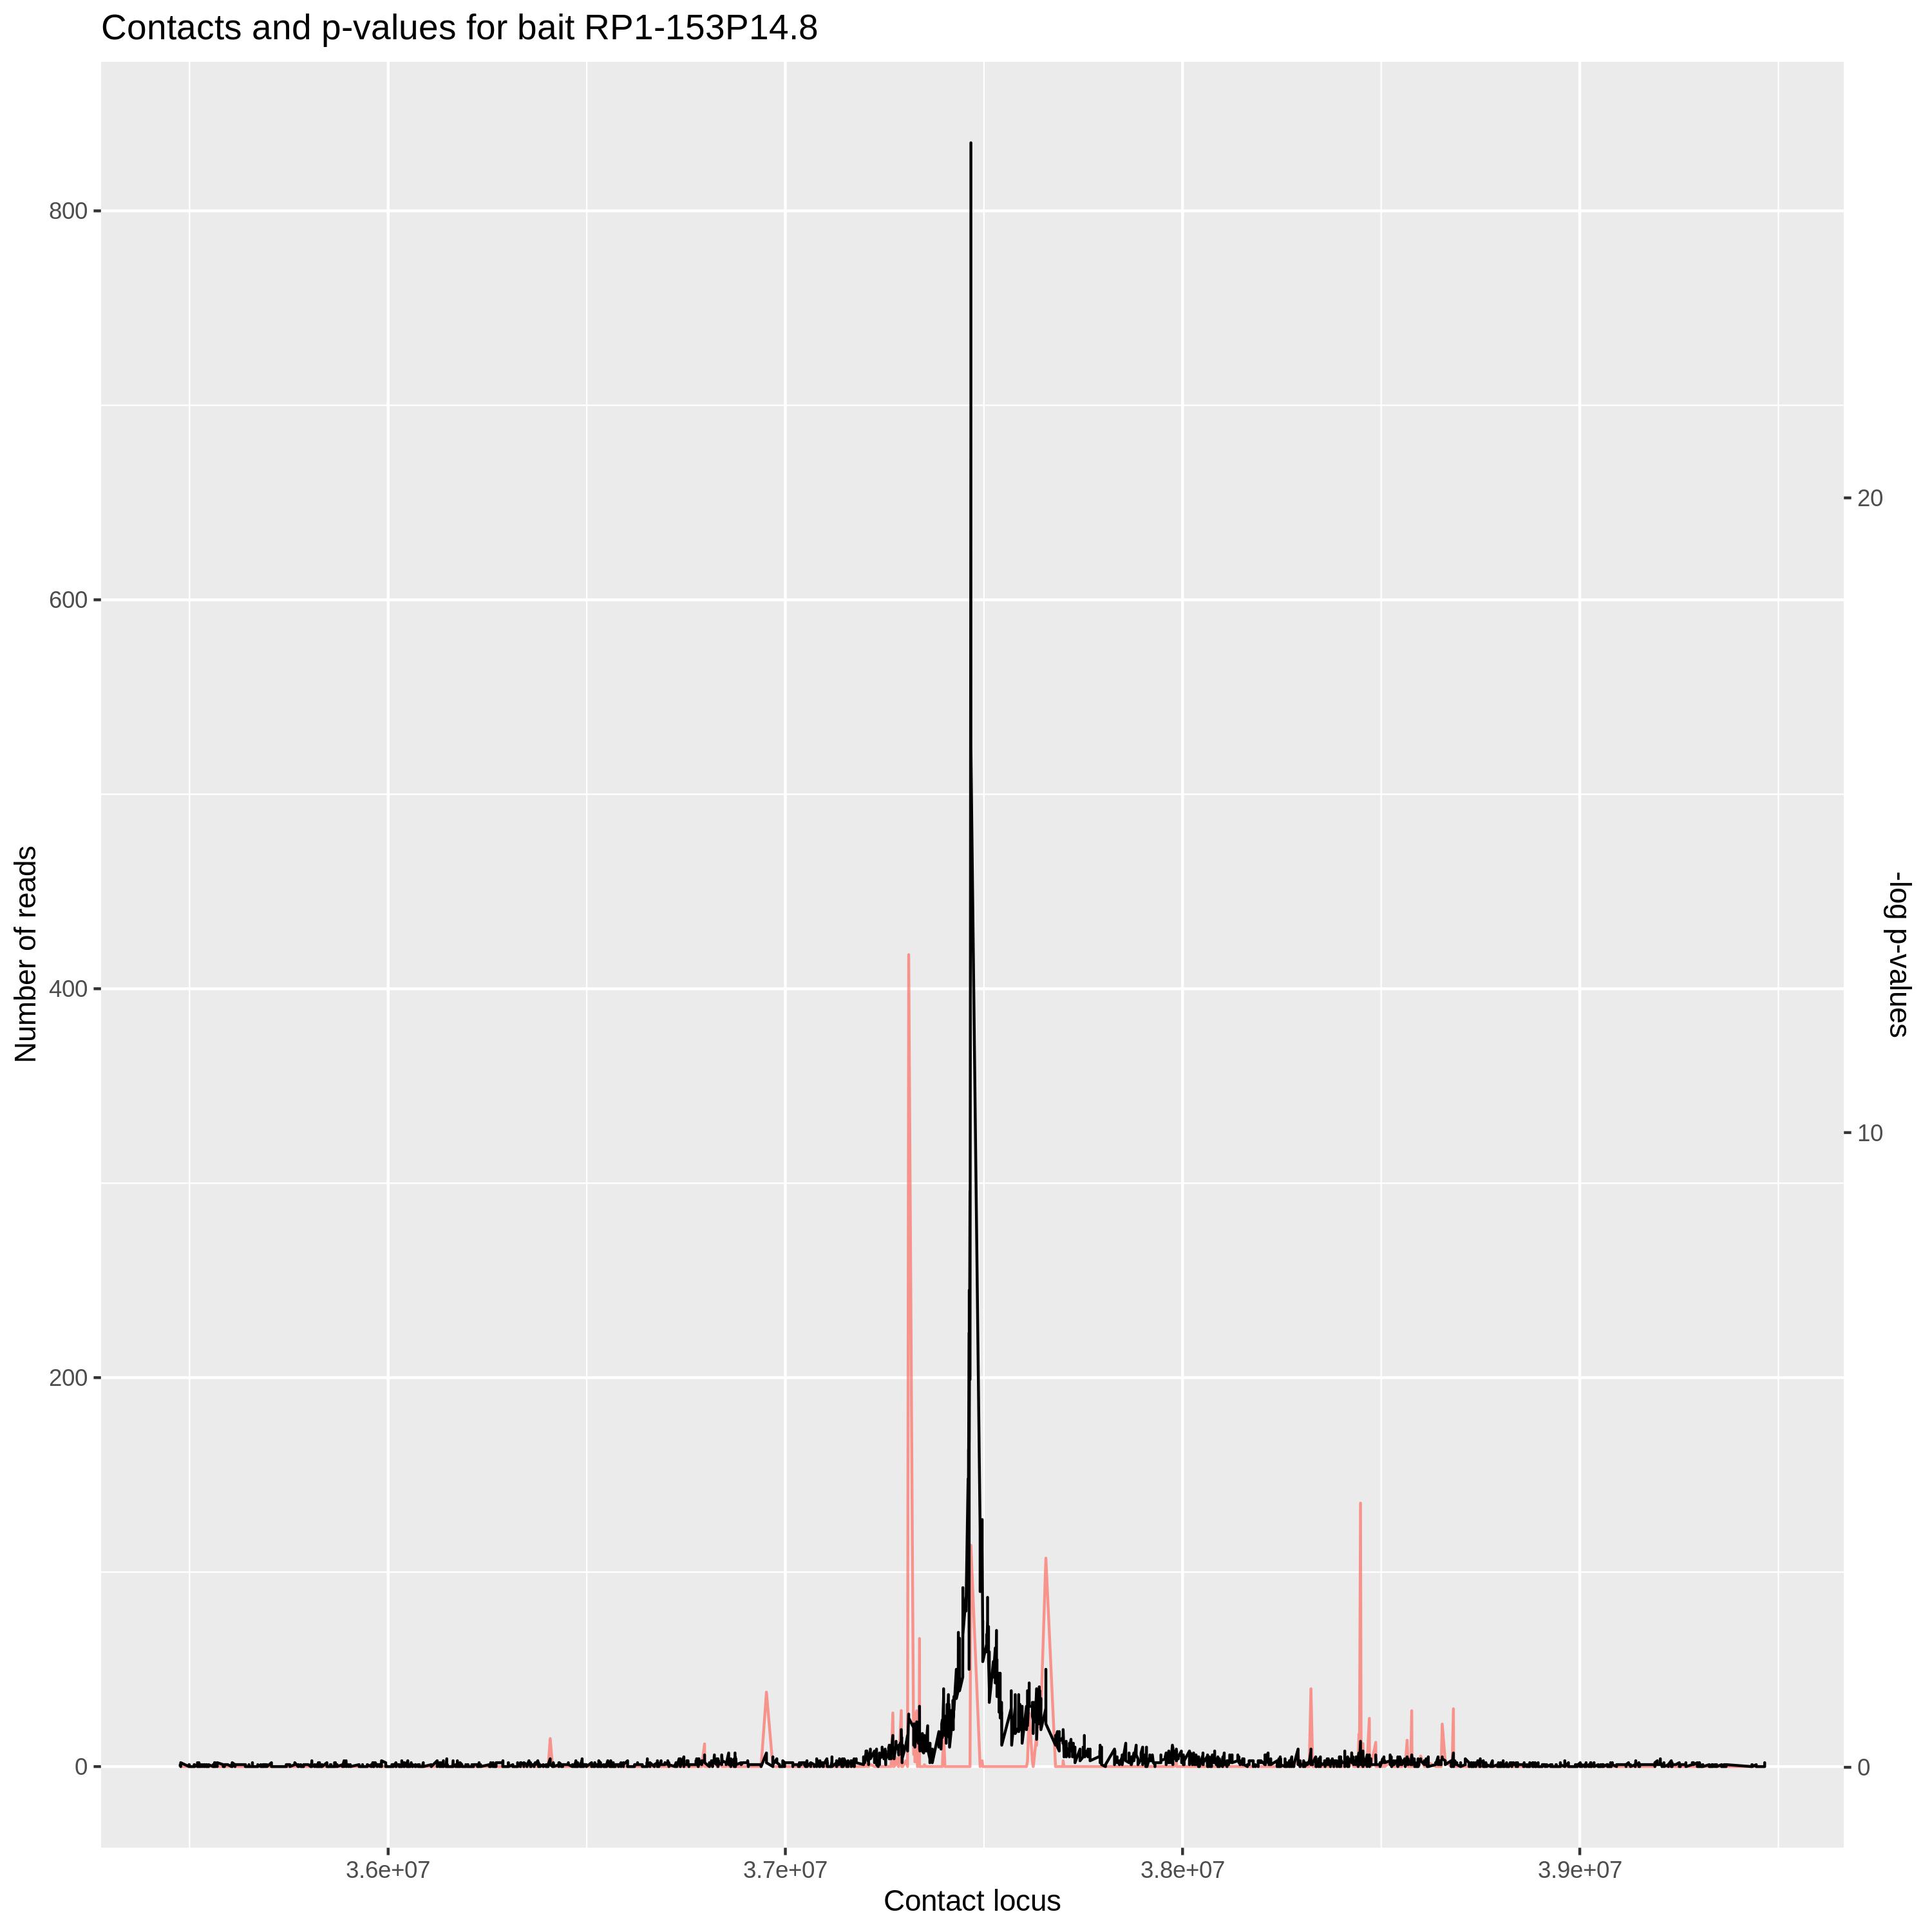 Contacts and p-values for bait RP1-153P14.8
800
600
400
200
0
Number of reads
20
10
0
-log p-values
3.6e+07
3.7e+07
3.8e+07
3.9e+07
Contact locus